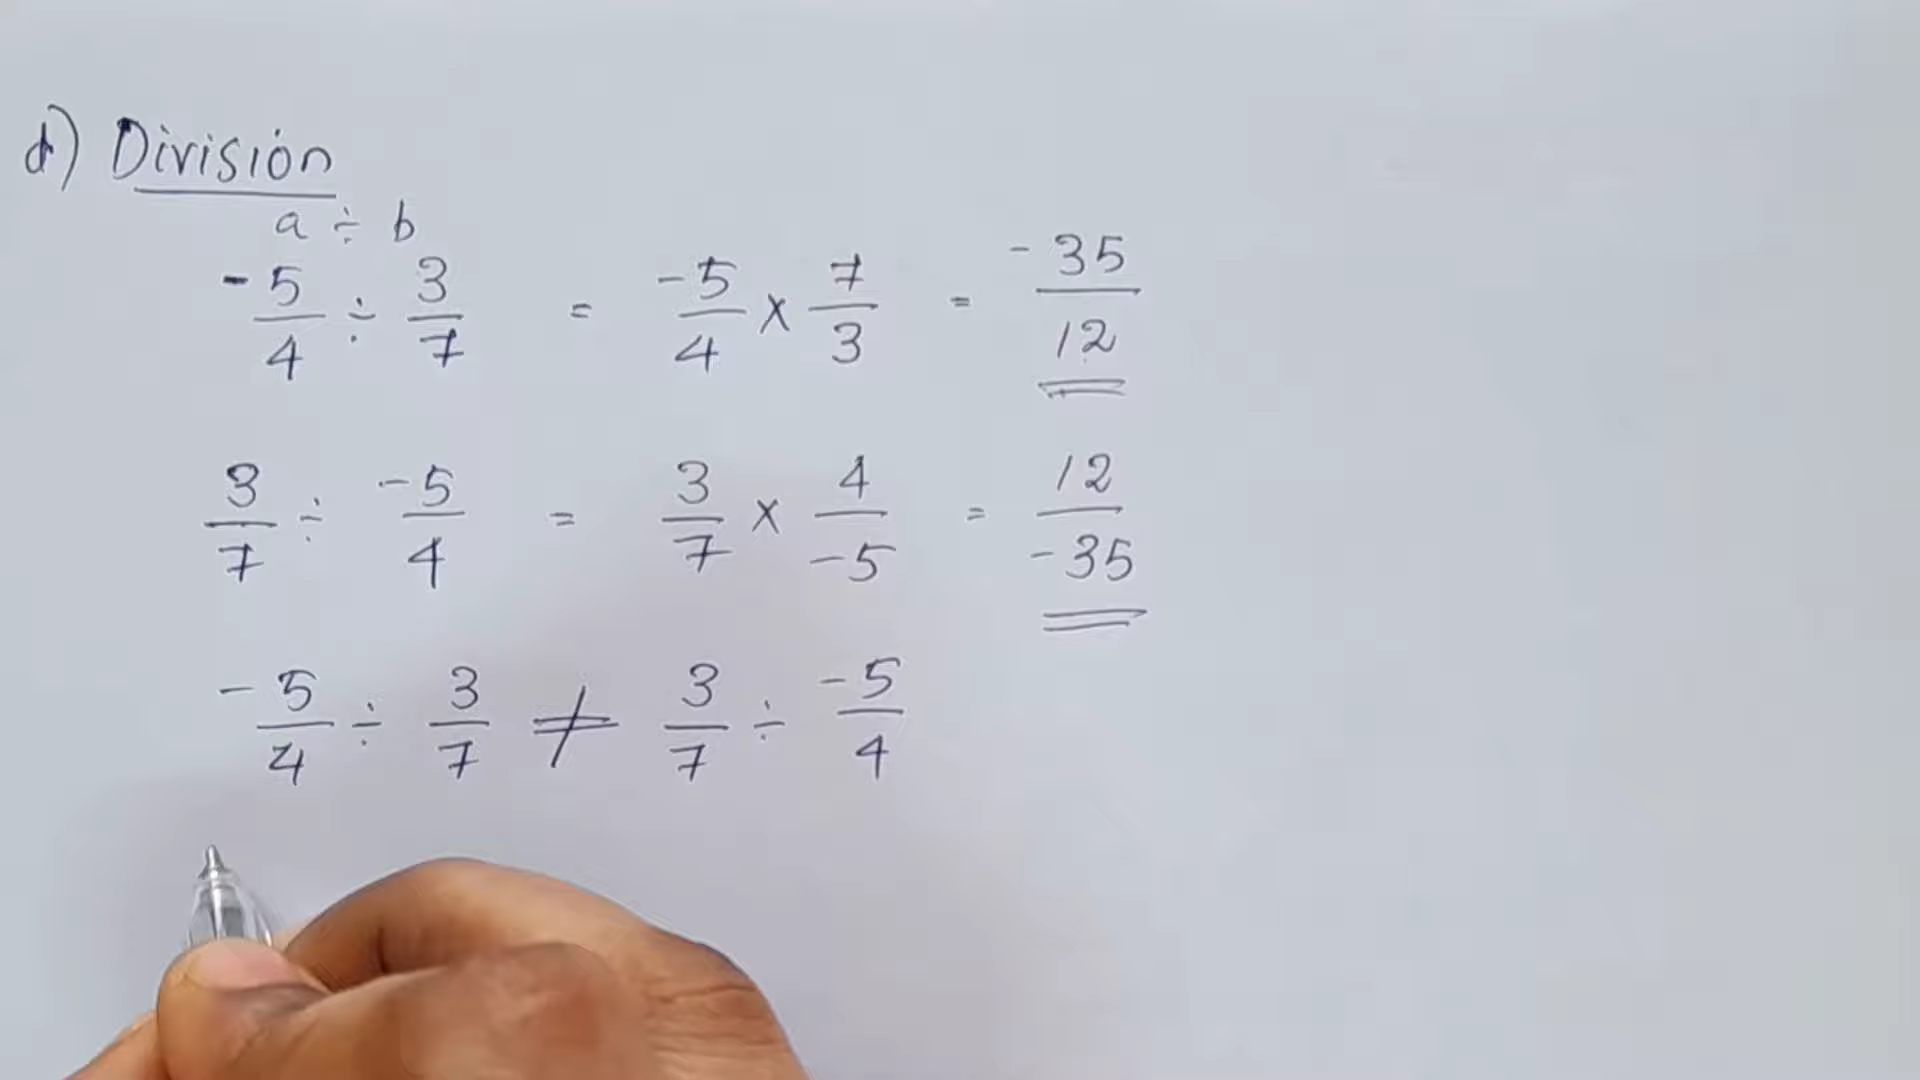 d) Division
a ÷ b
-5/4 ÷ 3/7 = -5/4 × 7/3 = -35/12
3/7 ÷ -5/4 = 3/7 × 4/-5 = 12/-35
-5/4 ÷ 3/7 ≠ 3/7 ÷ -5/4